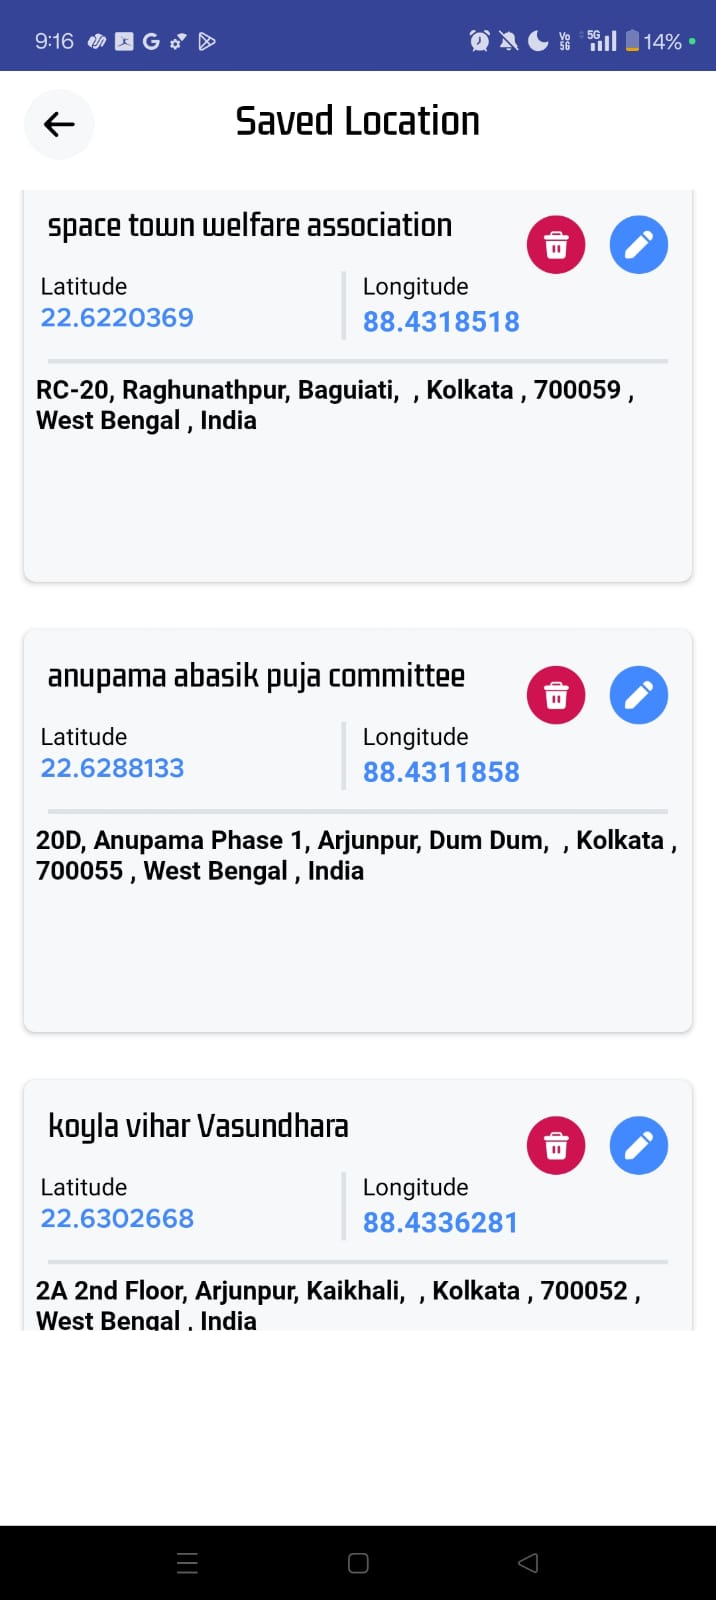 9:16 G Vo 5G 5G 14%
Saved Location
space town welfare association
Latitude Longitude
22.6220369 88.4318518
RC-20, Raghunathpur, Baguiati,  , Kolkata , 700059 ,
West Bengal , India
anupama abasik puja committee
Latitude Longitude
22.6288133 88.4311858
20D, Anupama Phase 1, Arjunpur, Dum Dum,  , Kolkata ,
700055 , West Bengal , India
koyla vihar Vasundhara
Latitude Longitude
22.6302668 88.4336281
2A 2nd Floor, Arjunpur, Kaikhali,  , Kolkata , 700052 ,
West Bengal , India